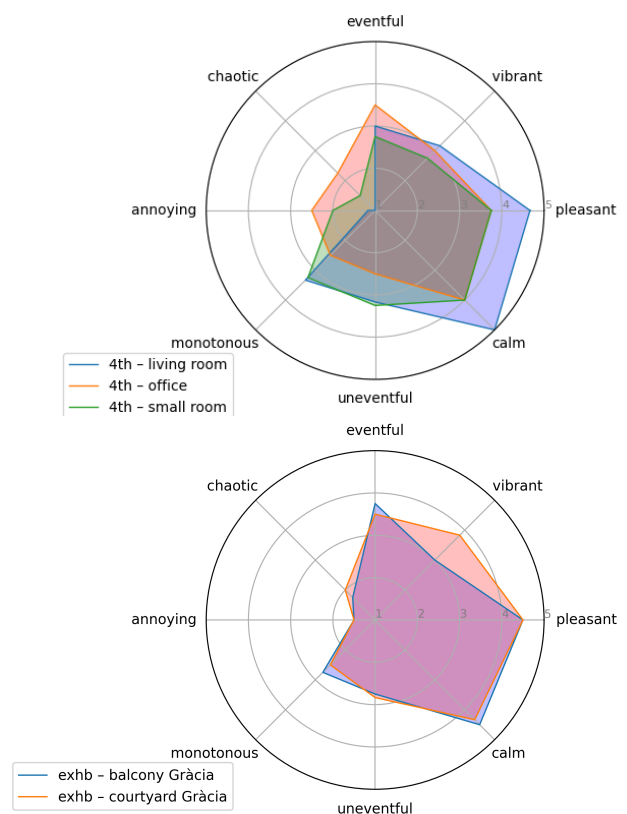 eventful
chaotic
vibrant
annoying
1
2
3
4
5
pleasant
monotonous
calm
4th – living room
4th – office
4th – small room
uneventful
eventful
chaotic
vibrant
annoying
1
2
3
4
5
pleasant
monotonous
calm
exhb – balcony Gràcia
exhb – courtyard Gràcia
uneventful